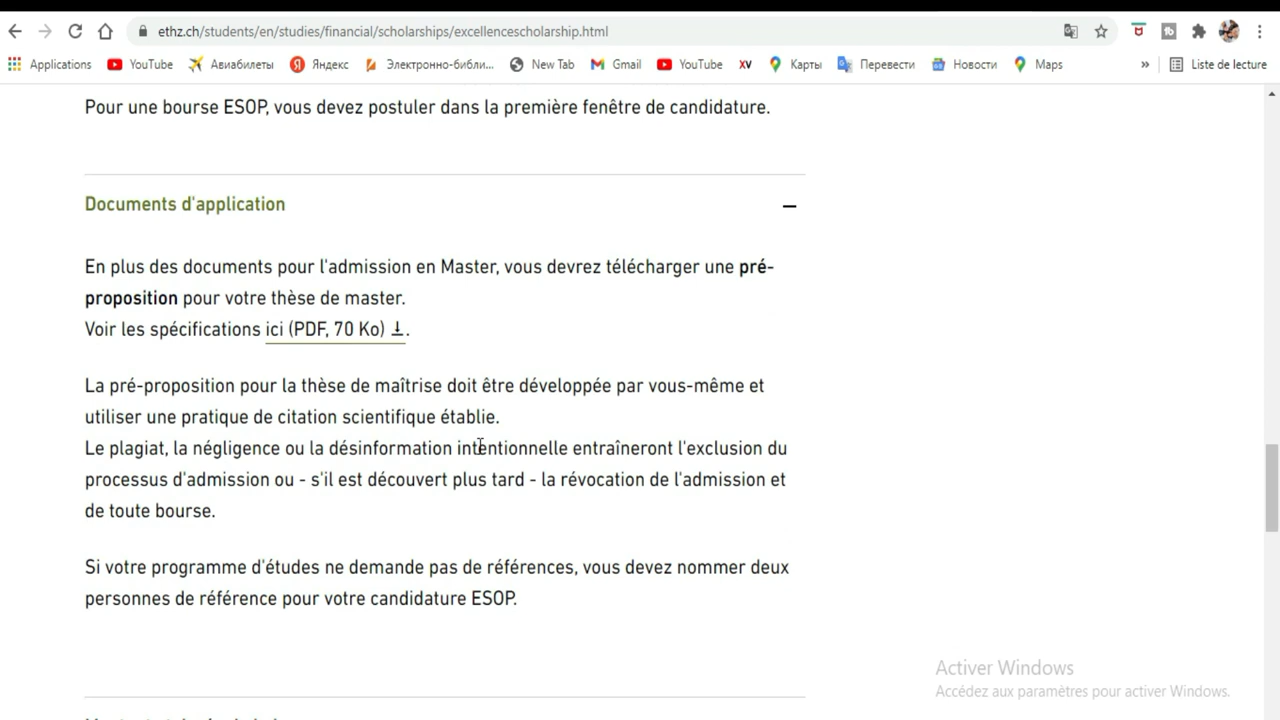 ethz.ch/students/en/studies/financial/scholarships/excellencescholarship.html
Applications YouTube Авиабилеты Яндекс Электронно-библи... New Tab Gmail YouTube XV Карты Перевести Новости Maps » Liste de lecture
Pour une bourse ESOP, vous devez postuler dans la première fenêtre de candidature.
Documents d'application
En plus des documents pour l'admission en Master, vous devrez télécharger une pré-
proposition pour votre thèse de master.
Voir les spécifications ici (PDF, 70 Ko) ↓.
La pré-proposition pour la thèse de maîtrise doit être développée par vous-même et
utiliser une pratique de citation scientifique établie.
Le plagiat, la négligence ou la désinformation intentionnelle entraîneront l'exclusion du
processus d'admission ou - s'il est découvert plus tard - la révocation de l'admission et
de toute bourse.
Si votre programme d'études ne demande pas de références, vous devez nommer deux
personnes de référence pour votre candidature ESOP.
Activer Windows
Accédez aux paramètres pour activer Windows.